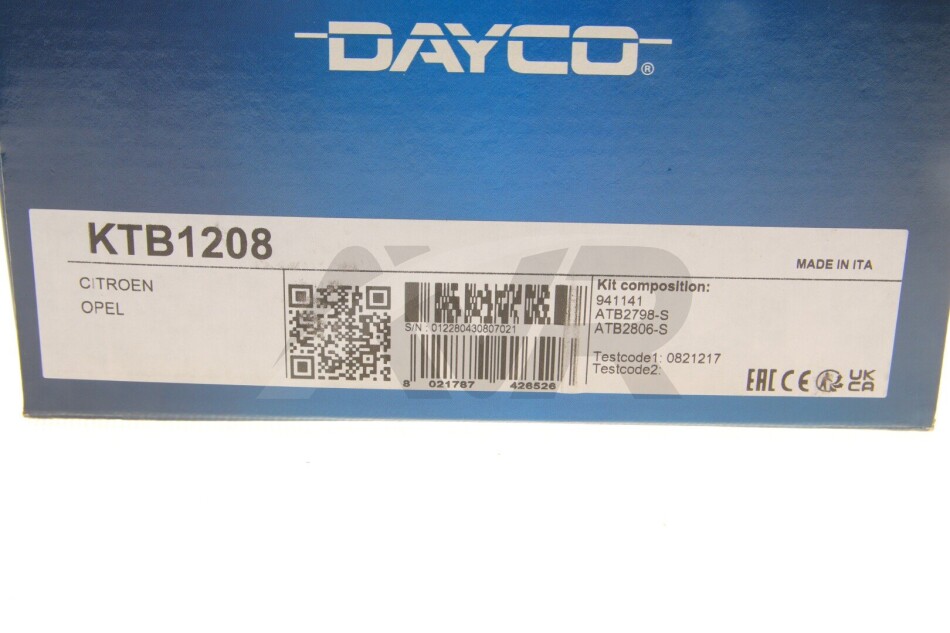 DAYCO®
KTB1208
MADE IN ITA
CITROEN
OPEL
S/N : 012280430807021
8 021787 426526
Kit composition:
941141
ATB2798-S
ATB2806-S
Testcode1: 0821217
Testcode2:
EAC CE UK
CA